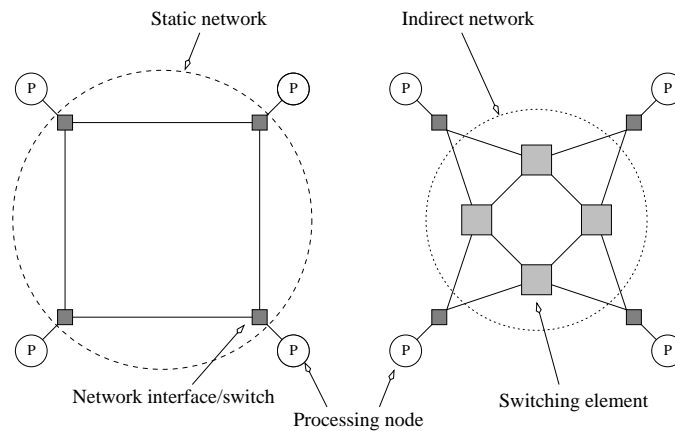 Static network
Indirect network
P
P
P
P
P
P
P
P
Network interface/switch
Processing node
Switching element